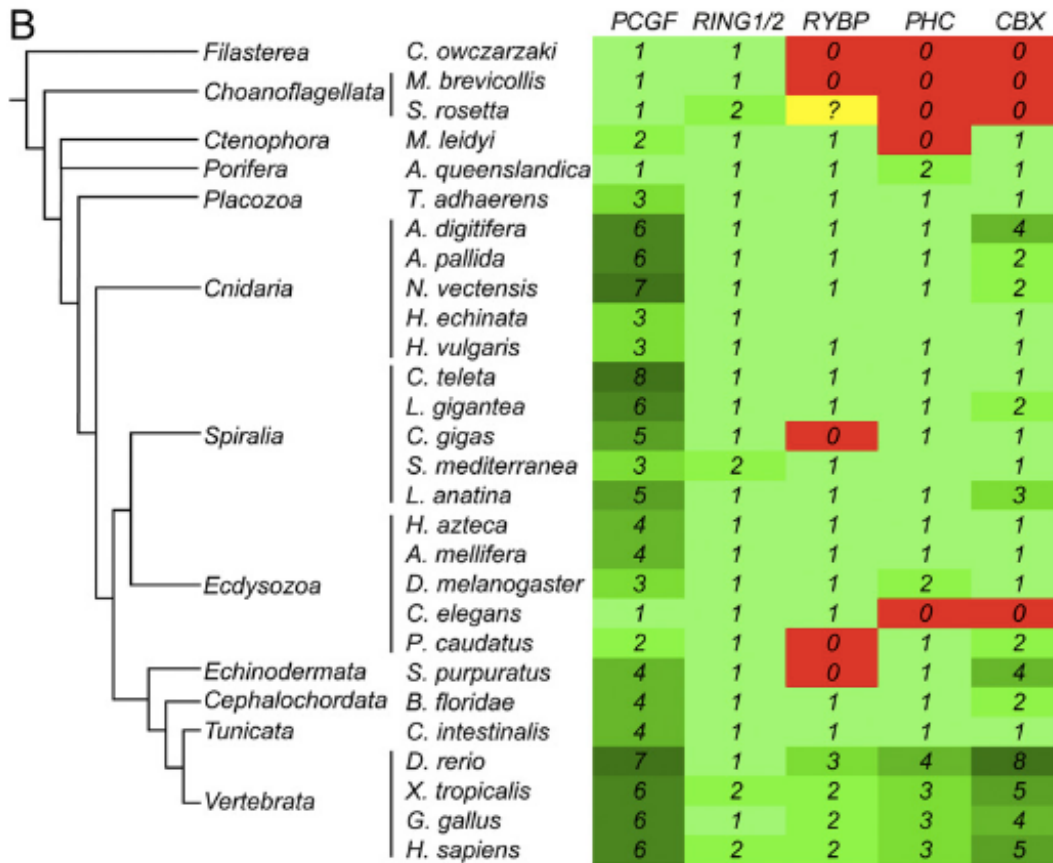 B PCGF RING1/2 RYBP PHC CBX
Filasterea C. owczarzaki 1 1 0 0 0
Choanoflagellata M. brevicollis 1 1 0 0 0
S. rosetta 1 2 ? 0 0
Ctenophora M. leidyi 2 1 1 0 1
Porifera A. queenslandica 1 1 1 2 1
Placozoa T. adhaerens 3 1 1 1 1
A. digitifera 6 1 1 1 4
A. pallida 6 1 1 1 2
Cnidaria N. vectensis 7 1 1 1 2
H. echinata 3 1 1
H. vulgaris 3 1 1 1 1
C. teleta 8 1 1 1 1
L. gigantea 6 1 1 1 2
Spiralia C. gigas 5 1 0 1 1
S. mediterranea 3 2 1 1
L. anatina 5 1 1 1 3
H. azteca 4 1 1 1 1
A. mellifera 4 1 1 1 1
Ecdysozoa D. melanogaster 3 1 1 2 1
C. elegans 1 1 1 0 0
P. caudatus 2 1 0 1 2
Echinodermata S. purpuratus 4 1 0 1 4
Cephalochordata B. floridae 4 1 1 1 2
Tunicata C. intestinalis 4 1 1 1 1
D. rerio 7 1 3 4 8
Vertebrata X. tropicalis 6 2 2 3 5
G. gallus 6 1 2 3 4
H. sapiens 6 2 2 3 5